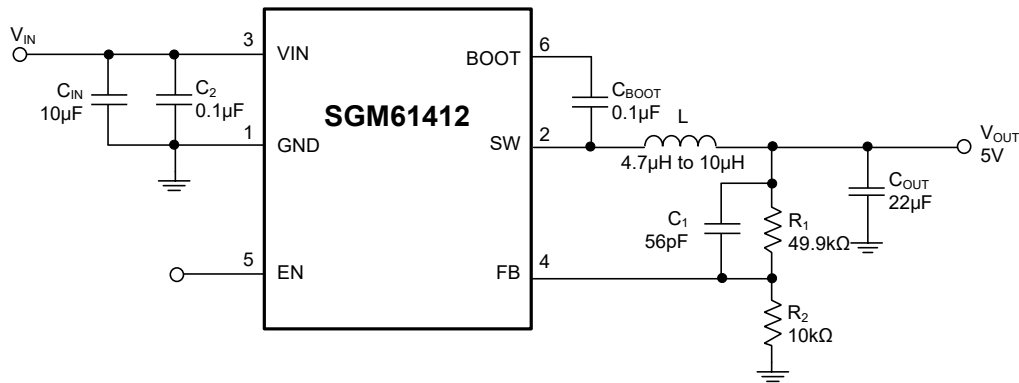 V_IN
3
VIN
C_IN
10µF
C_2
0.1µF
1
GND
5
EN
SGM61412
BOOT
6
C_BOOT
0.1µF
SW
2
L
4.7µH to 10µH
V_OUT
5V
C_OUT
22µF
C_1
56pF
R_1
49.9kΩ
FB
4
R_2
10kΩ